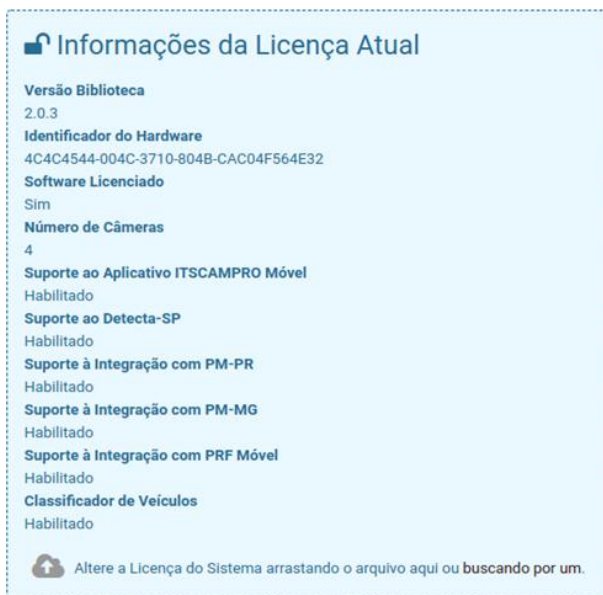 Informações da Licença Atual
Versão Biblioteca
2.0.3
Identificador do Hardware
4C4C4544-004C-3710-804B-CAC04F564E32
Software Licenciado
Sim
Número de Câmeras
4
Suporte ao Aplicativo ITSCAMPRO Móvel
Habilitado
Suporte ao Detecta-SP
Habilitado
Suporte à Integração com PM-PR
Habilitado
Suporte à Integração com PM-MG
Habilitado
Suporte à Integração com PRF Móvel
Habilitado
Classificador de Veículos
Habilitado
Altere a Licença do Sistema arrastando o arquivo aqui ou buscando por um.